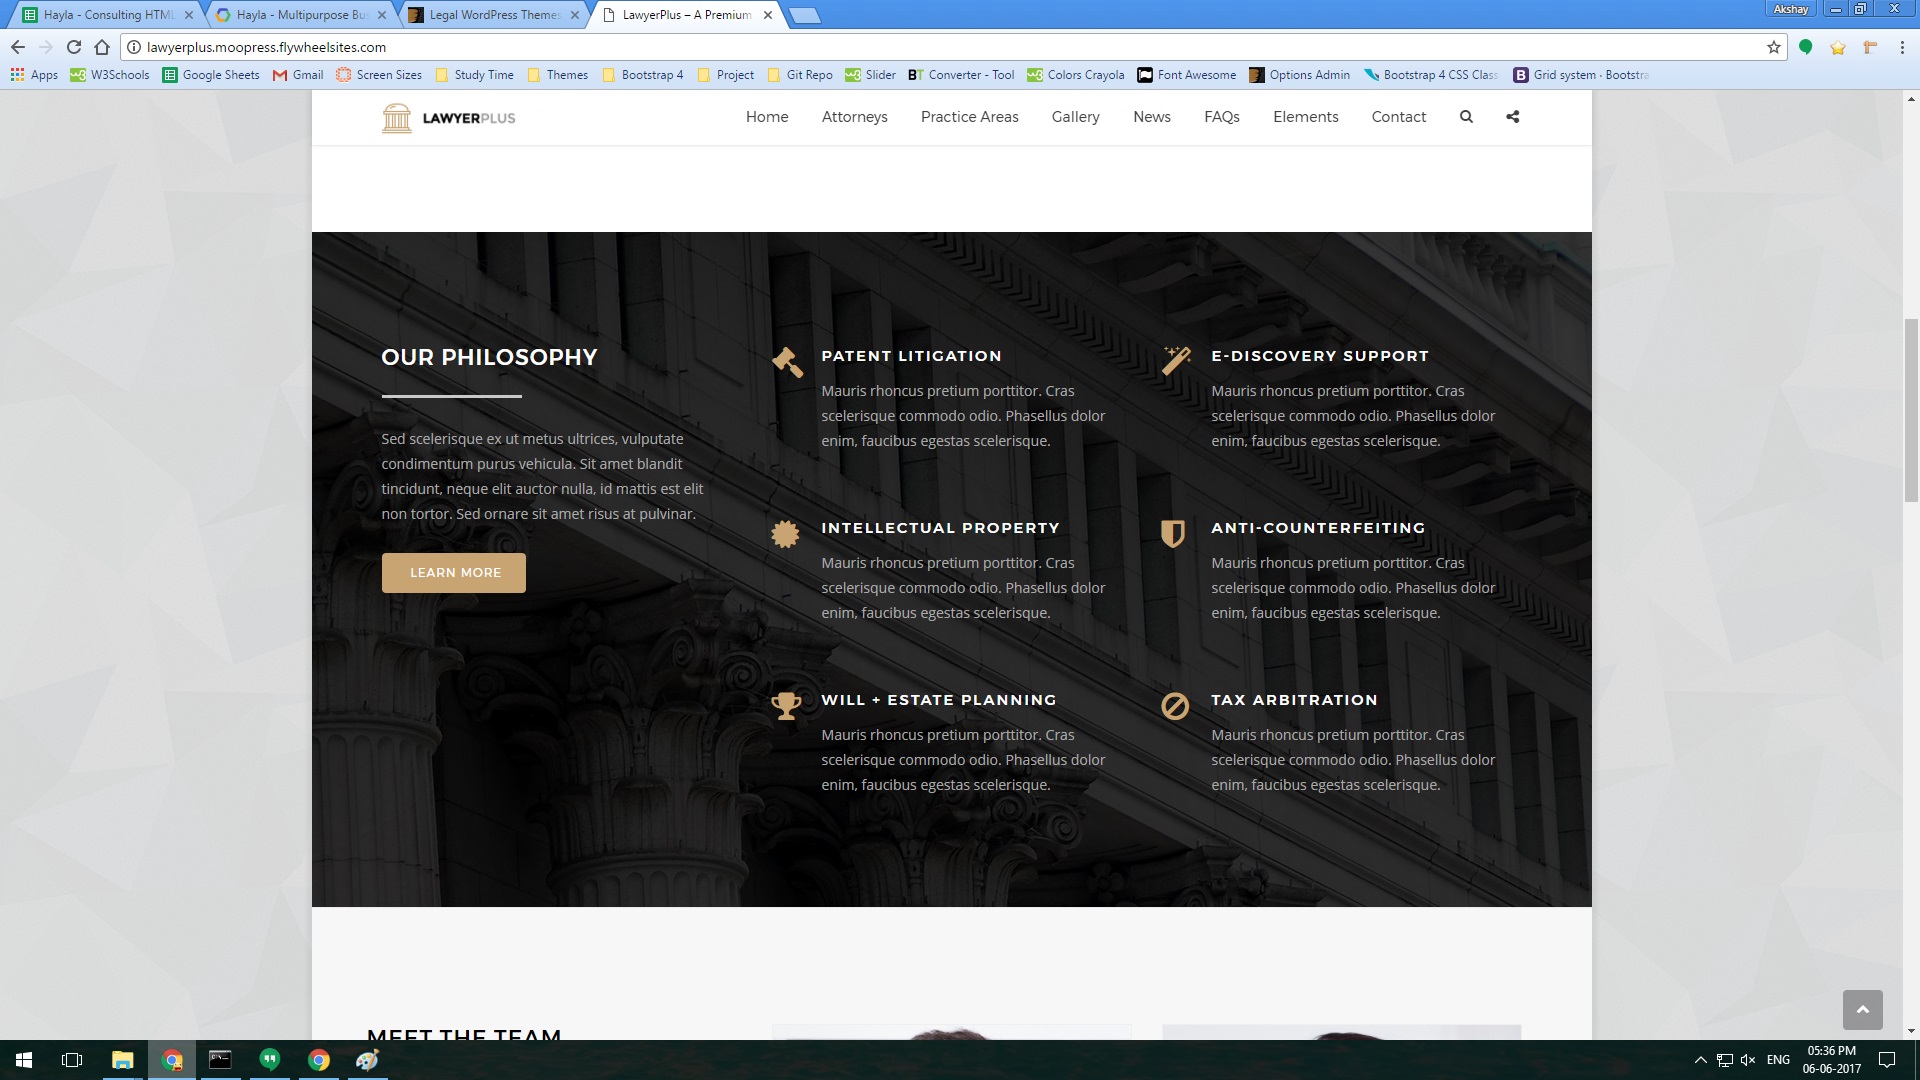 Hayla - Consulting HTML
Hayla - Multipurpose Bu
Legal WordPress Themes
LawyerPlus – A Premium
Akshay
lawyerplus.moopress.flywheelsites.com
Apps
W3Schools
Google Sheets
Gmail
Screen Sizes
Study Time
Themes
Bootstrap 4
Project
Git Repo
Slider
Converter - Tool
Colors Crayola
Font Awesome
Options Admin
Bootstrap 4 CSS Class
Grid system · Bootstra
LAWYERPLUS
Home
Attorneys
Practice Areas
Gallery
News
FAQs
Elements
Contact
OUR PHILOSOPHY
Sed scelerisque ex ut metus ultrices, vulputate
condimentum purus vehicula. Sit amet blandit
tincidunt, neque elit auctor nulla, id mattis est elit
non tortor. Sed ornare sit amet risus at pulvinar.
LEARN MORE
PATENT LITIGATION
Mauris rhoncus pretium porttitor. Cras
scelerisque commodo odio. Phasellus dolor
enim, faucibus egestas scelerisque.
E-DISCOVERY SUPPORT
Mauris rhoncus pretium porttitor. Cras
scelerisque commodo odio. Phasellus dolor
enim, faucibus egestas scelerisque.
INTELLECTUAL PROPERTY
Mauris rhoncus pretium porttitor. Cras
scelerisque commodo odio. Phasellus dolor
enim, faucibus egestas scelerisque.
ANTI-COUNTERFEITING
Mauris rhoncus pretium porttitor. Cras
scelerisque commodo odio. Phasellus dolor
enim, faucibus egestas scelerisque.
WILL + ESTATE PLANNING
Mauris rhoncus pretium porttitor. Cras
scelerisque commodo odio. Phasellus dolor
enim, faucibus egestas scelerisque.
TAX ARBITRATION
Mauris rhoncus pretium porttitor. Cras
scelerisque commodo odio. Phasellus dolor
enim, faucibus egestas scelerisque.
MEET THE TEAM
ENG
05:36 PM
06-06-2017